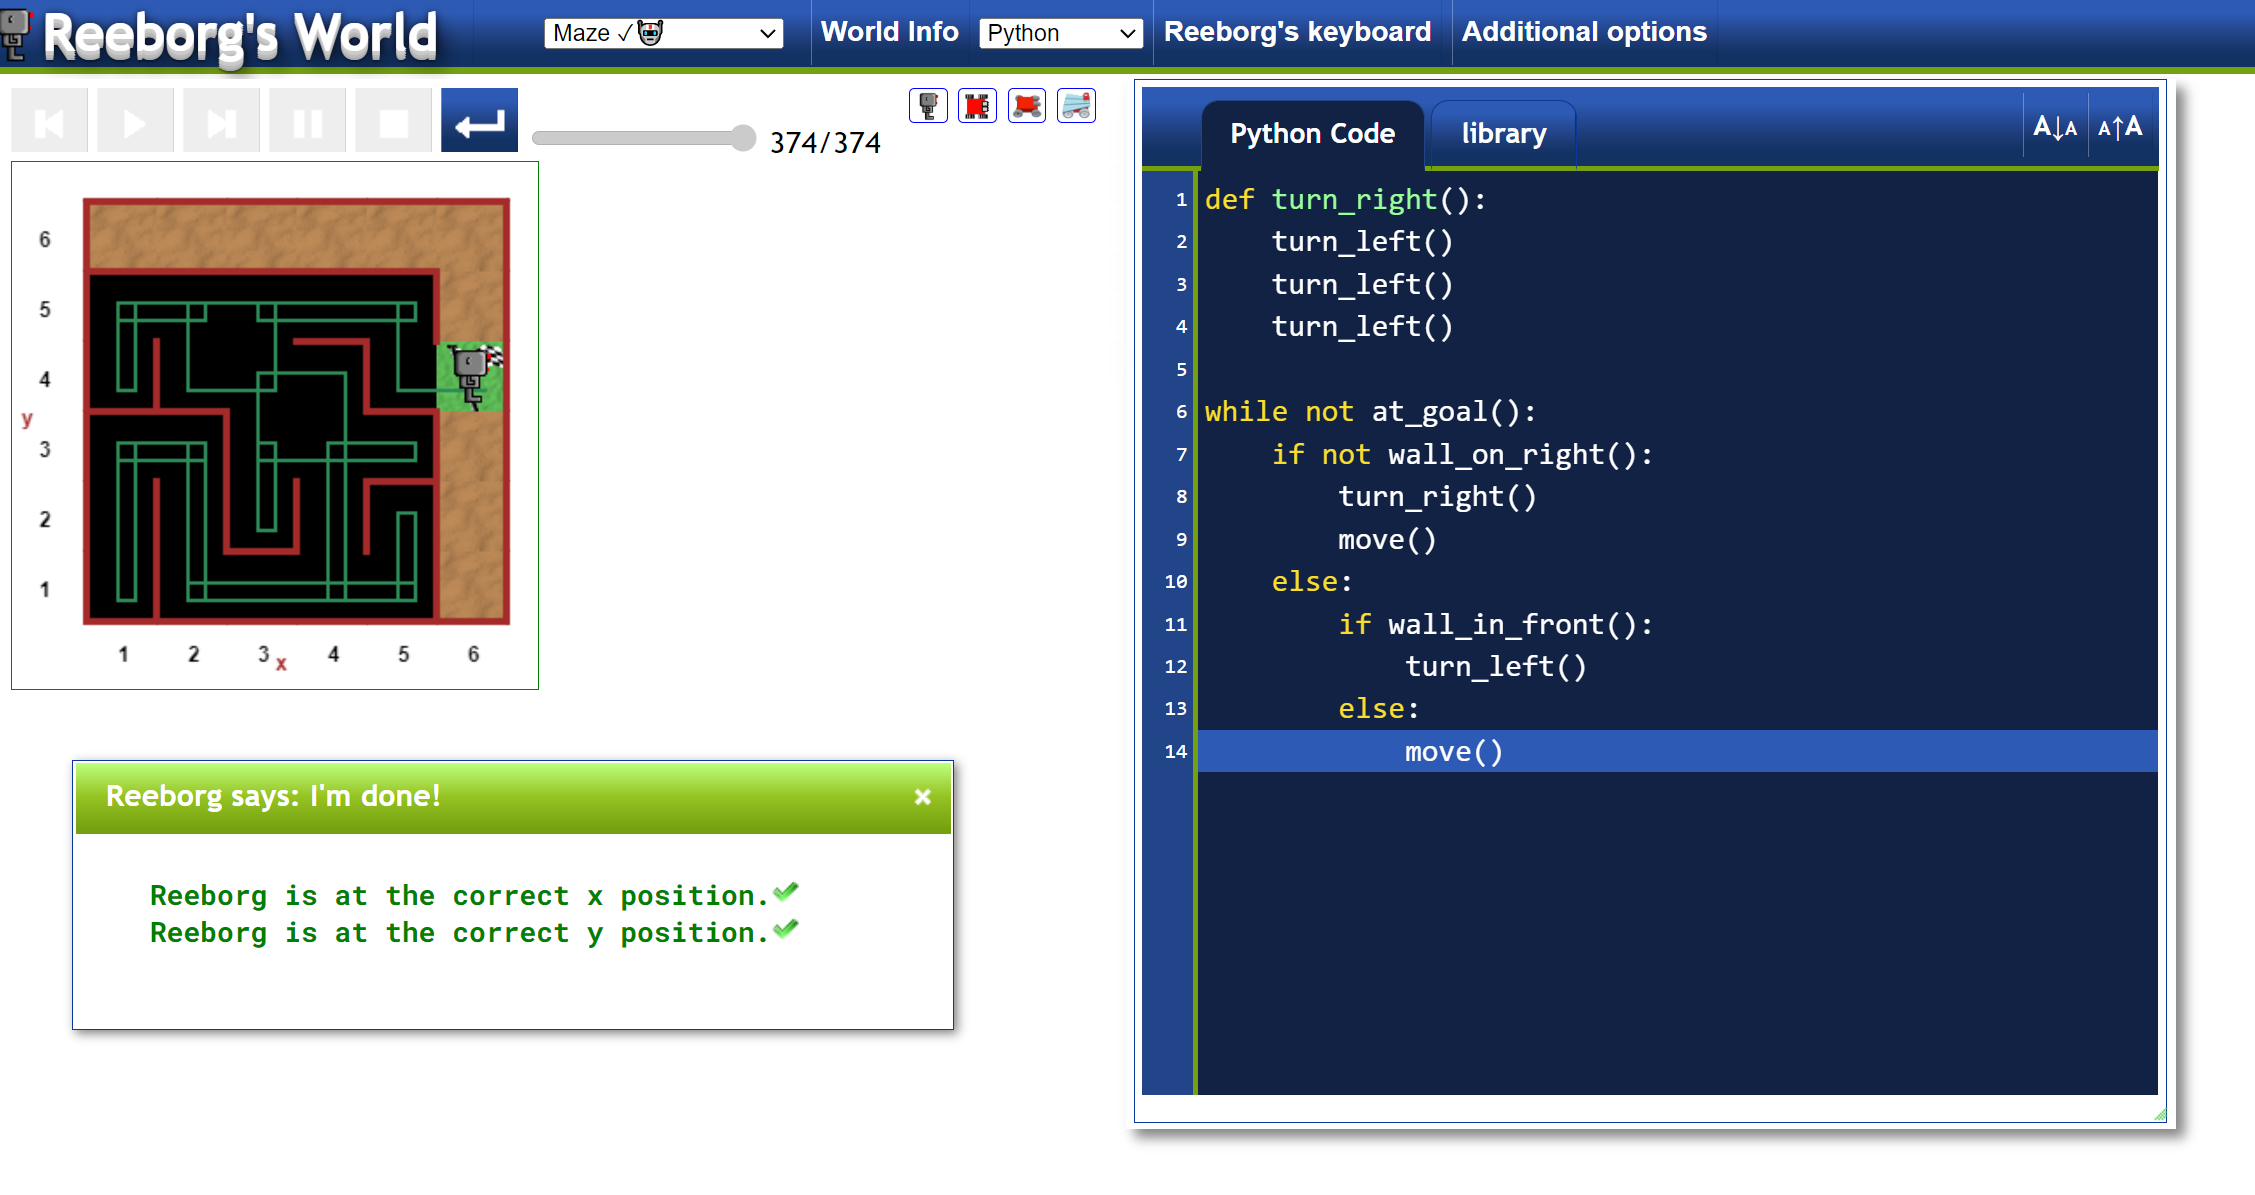 Reeborg's World
Maze ✓
World Info
Python
Reeborg's keyboard
Additional options
374/374
6
5
4
y
3
2
1
1 2 3 x 4 5 6
Reeborg says: I'm done!
×
Reeborg is at the correct x position.
Reeborg is at the correct y position.
Python Code
library
A↓A
A↑A
1 def turn_right():
2     turn_left()
3     turn_left()
4     turn_left()
5
6 while not at_goal():
7     if not wall_on_right():
8         turn_right()
9         move()
10     else:
11         if wall_in_front():
12             turn_left()
13         else:
14             move()